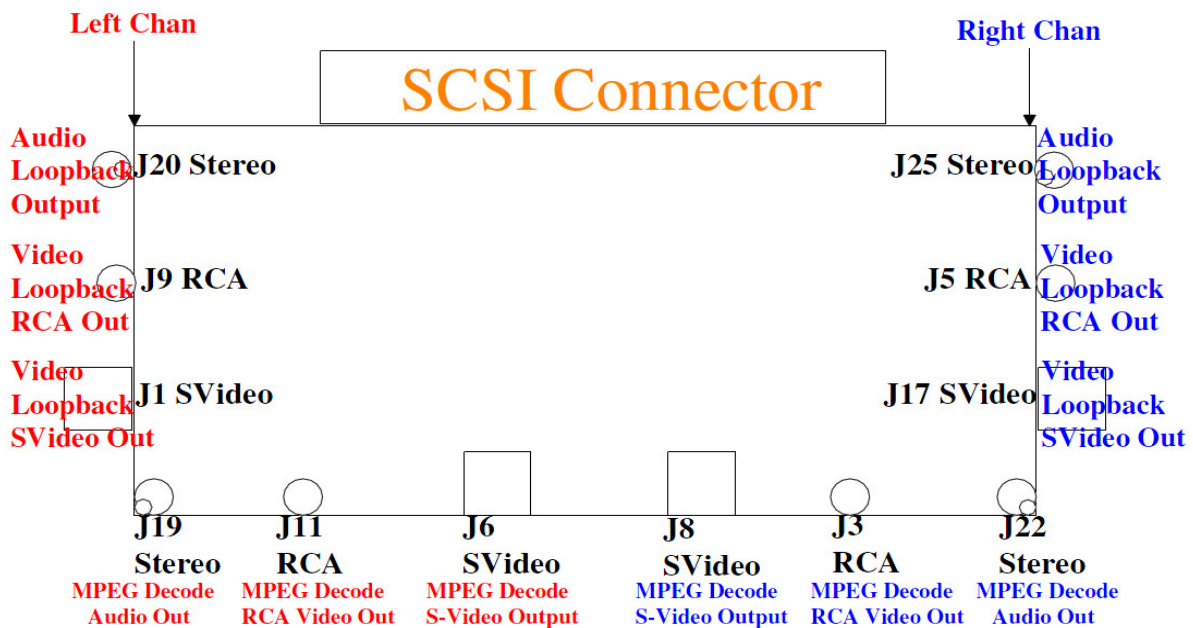 Left Chan
Right Chan
SCSI Connector
Audio
Loopback
Output
J20 Stereo
J25 Stereo
Audio
Loopback
Output
Video
Loopback
RCA Out
J9 RCA
J5 RCA
Video
Loopback
RCA Out
Video
Loopback
SVideo Out
J1 SVideo
J17 SVideo
Video
Loopback
SVideo Out
J19
Stereo
MPEG Decode
Audio Out
J11
RCA
MPEG Decode
RCA Video Out
J6
SVideo
MPEG Decode
S-Video Output
J8
SVideo
MPEG Decode
S-Video Output
J3
RCA
MPEG Decode
RCA Video Out
J22
Stereo
MPEG Decode
Audio Out